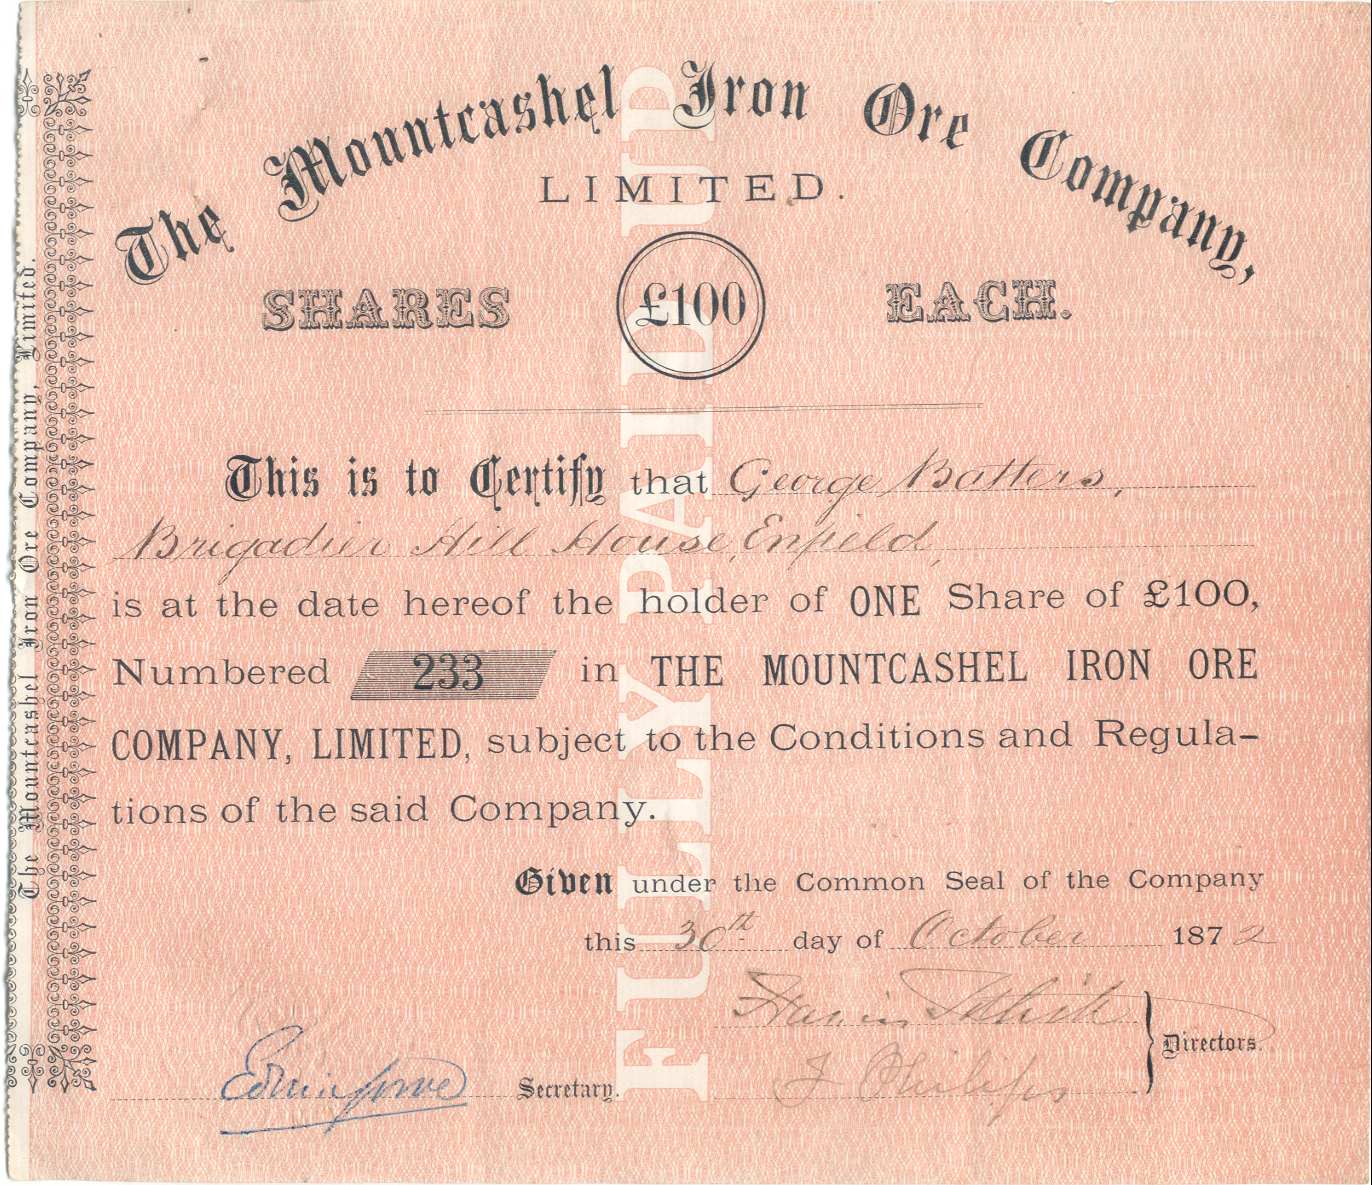 The Mountcashel Iron Ore Company,
LIMITED.
SHARES £100 EACH.
This is to Certify that George Batters,
Brigadier Hill House, Enfield,
is at the date hereof the holder of ONE Share of £100,
Numbered 233 in THE MOUNTCASHEL IRON ORE
COMPANY, LIMITED, subject to the Conditions and Regula-
tions of the said Company.
Given under the Common Seal of the Company
this 30th day of October 1872
Francis
J Phillips
Directors.
Edwin Lowe Secretary.
FULLY PAID UP
The Mountcashel Iron Ore Company, Limited.